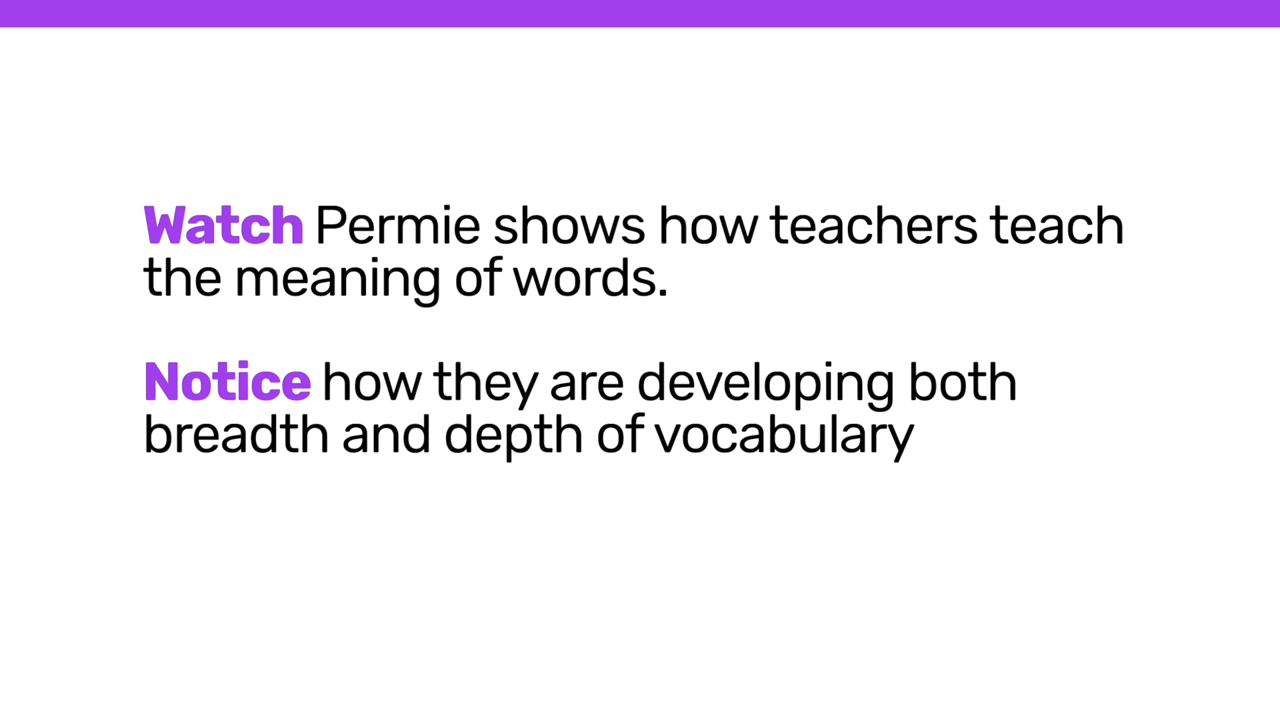 Watch Permie shows how teachers teach
the meaning of words.
Notice how they are developing both
breadth and depth of vocabulary